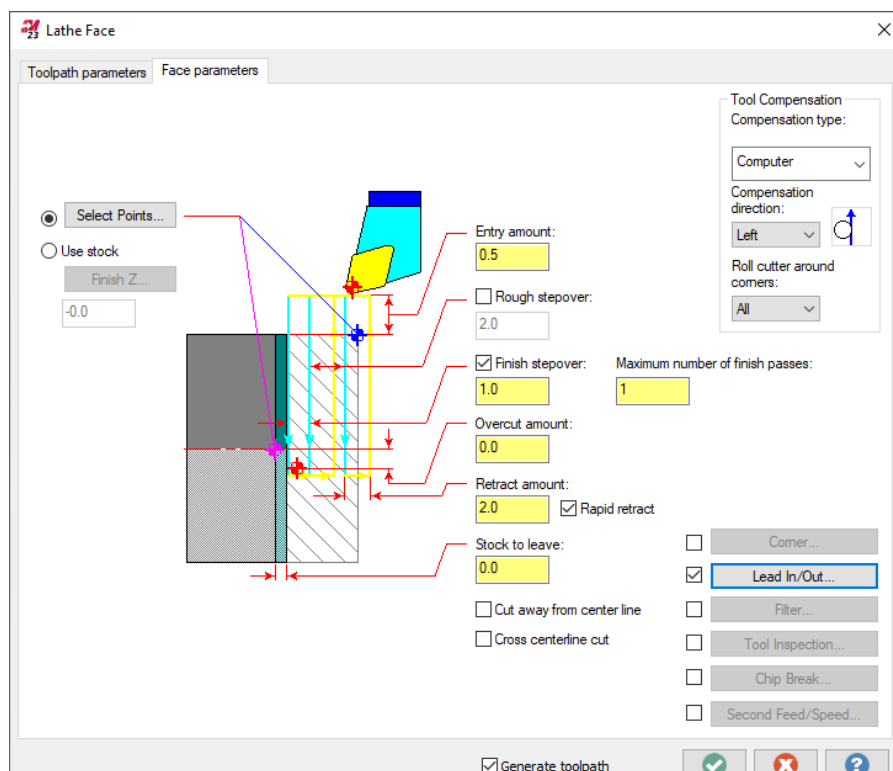 23 Lathe Face
Toolpath parameters Face parameters
Tool Compensation
Compensation type:
Computer
Compensation
direction:
Left
Roll cutter around
corners:
All
Select Points...
Use stock
Finish Z...
-0.0
Entry amount:
0.5
Rough stepover:
2.0
Finish stepover: Maximum number of finish passes:
1.0 1
Overcut amount:
0.0
Retract amount:
2.0 Rapid retract
Stock to leave:
0.0
Cut away from center line
Cross centerline cut
Corner...
Lead In/Out...
Filter...
Tool Inspection...
Chip Break...
Second Feed/Speed...
Generate toolpath
?